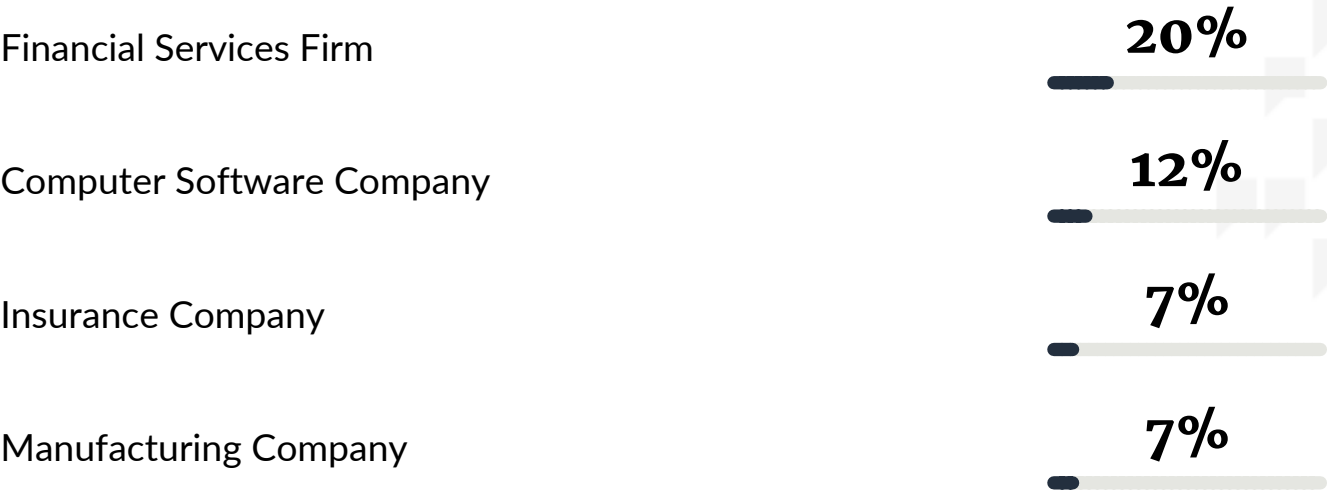 Financial Services Firm 20%
Computer Software Company 12%
Insurance Company 7%
Manufacturing Company 7%